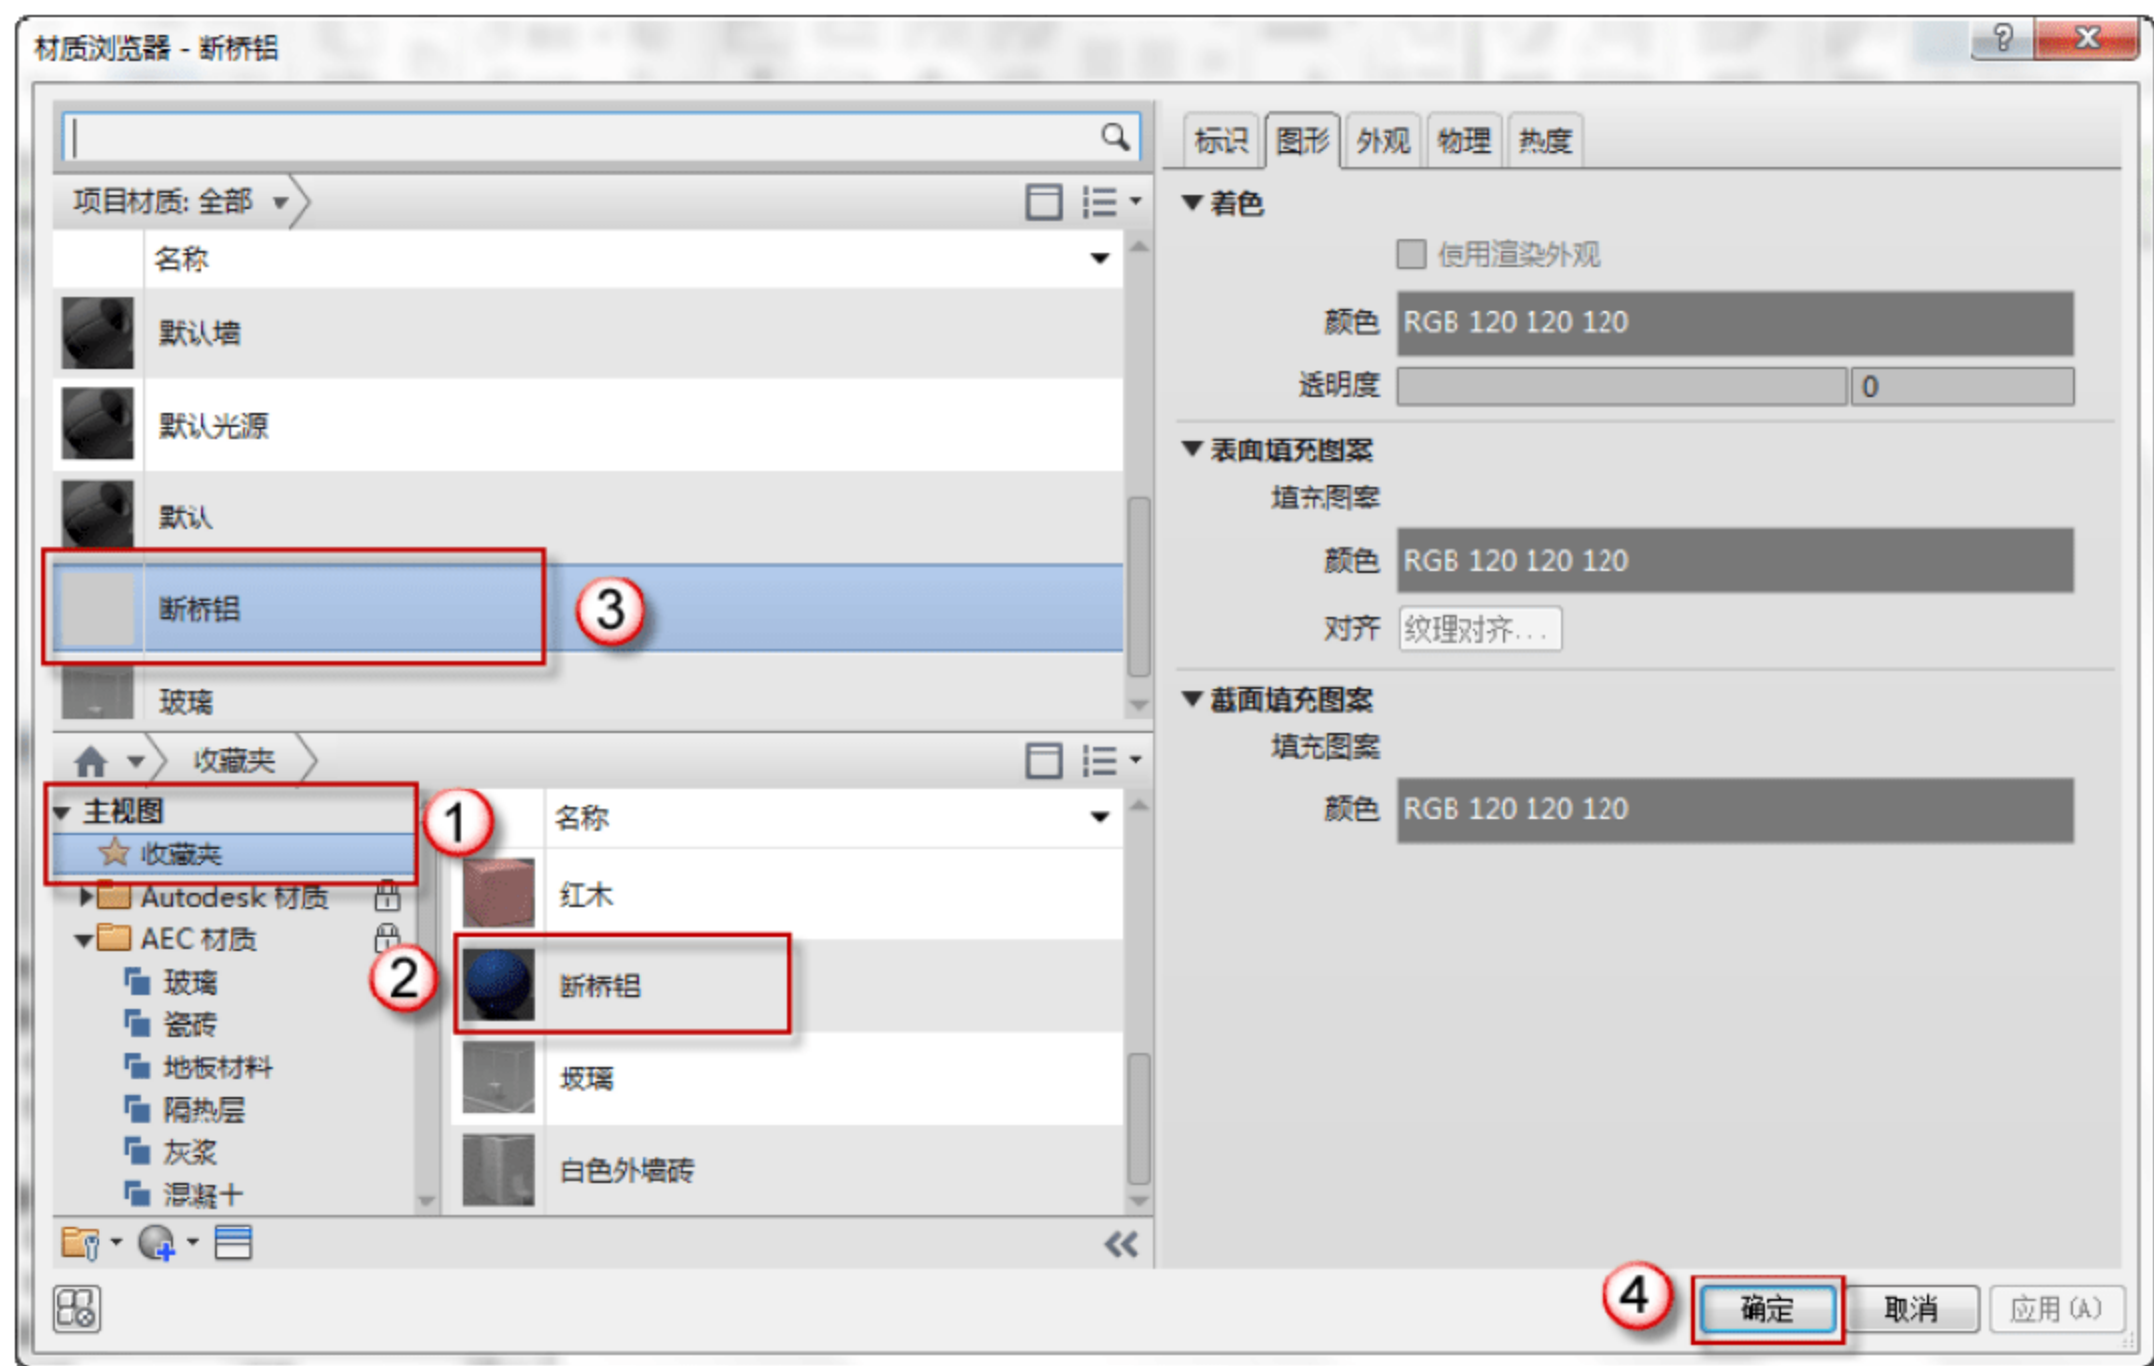 材质浏览器 - 断桥铝
项目材质: 全部
名称
默认墙
默认光源
默认
断桥铝
③
玻璃
收藏夹
主视图
①
收藏夹
Autodesk 材质
AEC 材质
②
玻璃
瓷砖
地板材料
隔热层
灰浆
混凝土
名称
红木
断桥铝
玻璃
白色外墙砖
标识 图形 外观 物理 热度
着色
使用渲染外观
颜色 RGB 120 120 120
透明度 0
表面填充图案
填充图案
颜色 RGB 120 120 120
对齐 纹理对齐...
截面填充图案
填充图案
颜色 RGB 120 120 120
④
确定 取消 应用(A)